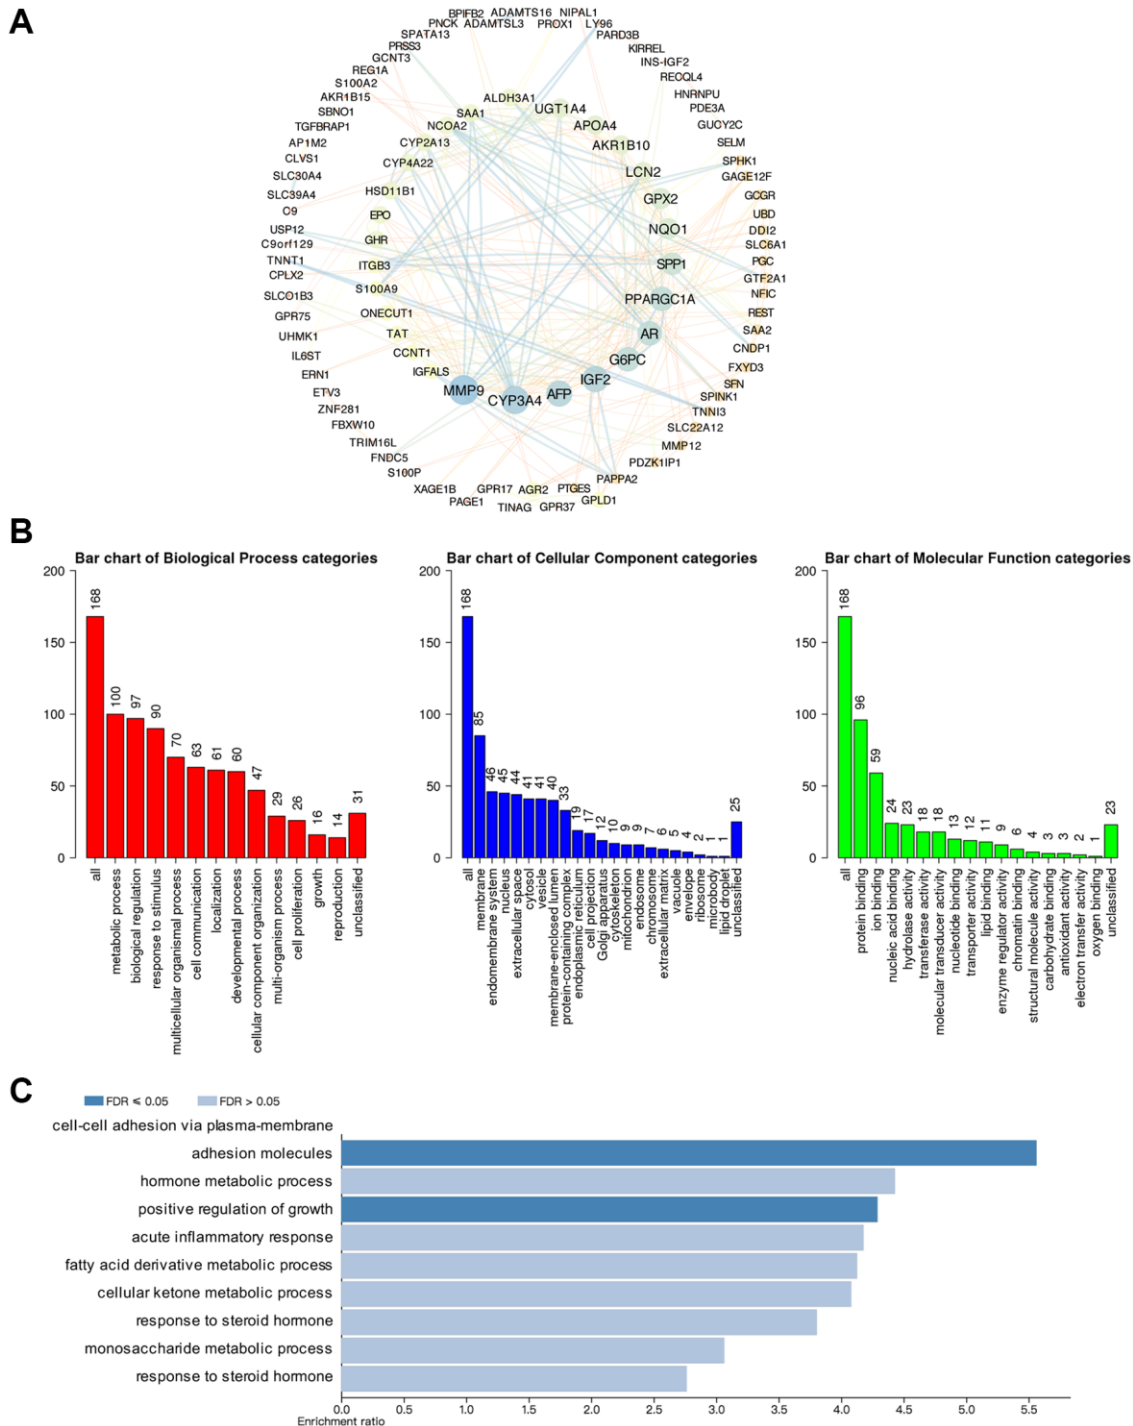 A
BPIFB2 ADAMTS16 NIPAL1
PNCK ADAMTSL3 PROX1 LY96
SPATA13 PARD3B
PRSS3 KIRREL
GCNT3 INS-IGF2
REG1A RECQL4
S100A2 HNRNPU
AKR1B15 PDE3A
SBNO1 GUCY2C
TGFBRAP1 SELM
AP1M2 SPHK1
CLVS1 GAGE12F
SLC30A4 GCGR
SLC39A4 UBD
C9 DDI2
USP12 SLC6A1
C9orf129 PGC
TNNT1 GTF2A1
CPLX2 NFIC
SLCO1B3 REST
GPR75 SAA2
UHMK1 CNDP1
IL6ST FXYD3
ERN1 SFN
ETV3 SPINK1
ZNF281 TNNI3
FBXW10 SLC22A12
TRIM16L MMP12
FNDC5 PDZK1IP1
S100P PAPPA2
XAGE1B GPR17 AGR2 PTGES GPLD1
PAGE1 TINAG GPR37
ALDH3A1 UGT1A4
SAA1 APOA4
NCOA2 AKR1B10
CYP2A13 LCN2
CYP4A22 GPX2
HSD11B1 NQO1
EPO SPP1
GHR PPARGC1A
ITGB3 AR
S100A9 G6PC
ONECUT1 IGF2
TAT AFP
CCNT1 CYP3A4
IGFALS MMP9
B
Bar chart of Biological Process categories
200
150
100
50
0
168
100
97
90
70
63
61
60
47
29
26
16
14
31
all
metabolic process
biological regulation
response to stimulus
multicellular organismal process
cell communication
localization
developmental process
cellular component organization
multi-organism process
cell proliferation
growth
reproduction
unclassified
Bar chart of Cellular Component categories
200
150
100
50
0
168
85
46
45
44
41
41
40
33
19
17
12
10
9
9
7
6
5
4
2
1
1
25
all
membrane
endomembrane system
nucleus
extracellular space
cytosol
vesicle
membrane-enclosed lumen
protein-containing complex
endoplasmic reticulum
cell projection
Golgi apparatus
cytoskeleton
mitochondrion
endosome
chromosome
extracellular matrix
vacuole
envelope
ribosome
microbody
lipid droplet
unclassified
Bar chart of Molecular Function categories
200
150
100
50
0
168
96
59
24
23
18
18
13
12
11
9
6
4
3
3
2
1
23
all
protein binding
ion binding
nucleic acid binding
hydrolase activity
transferase activity
molecular transducer activity
nucleotide binding
transporter activity
lipid binding
enzyme regulator activity
chromatin binding
structural molecule activity
carbohydrate binding
antioxidant activity
electron transfer activity
oxygen binding
unclassified
C
FDR ≤ 0.05 FDR > 0.05
cell-cell adhesion via plasma-membrane
adhesion molecules
hormone metabolic process
positive regulation of growth
acute inflammatory response
fatty acid derivative metabolic process
cellular ketone metabolic process
response to steroid hormone
monosaccharide metabolic process
response to steroid hormone
0.0 0.5 1.0 1.5 2.0 2.5 3.0 3.5 4.0 4.5 5.0 5.5
Enrichment ratio